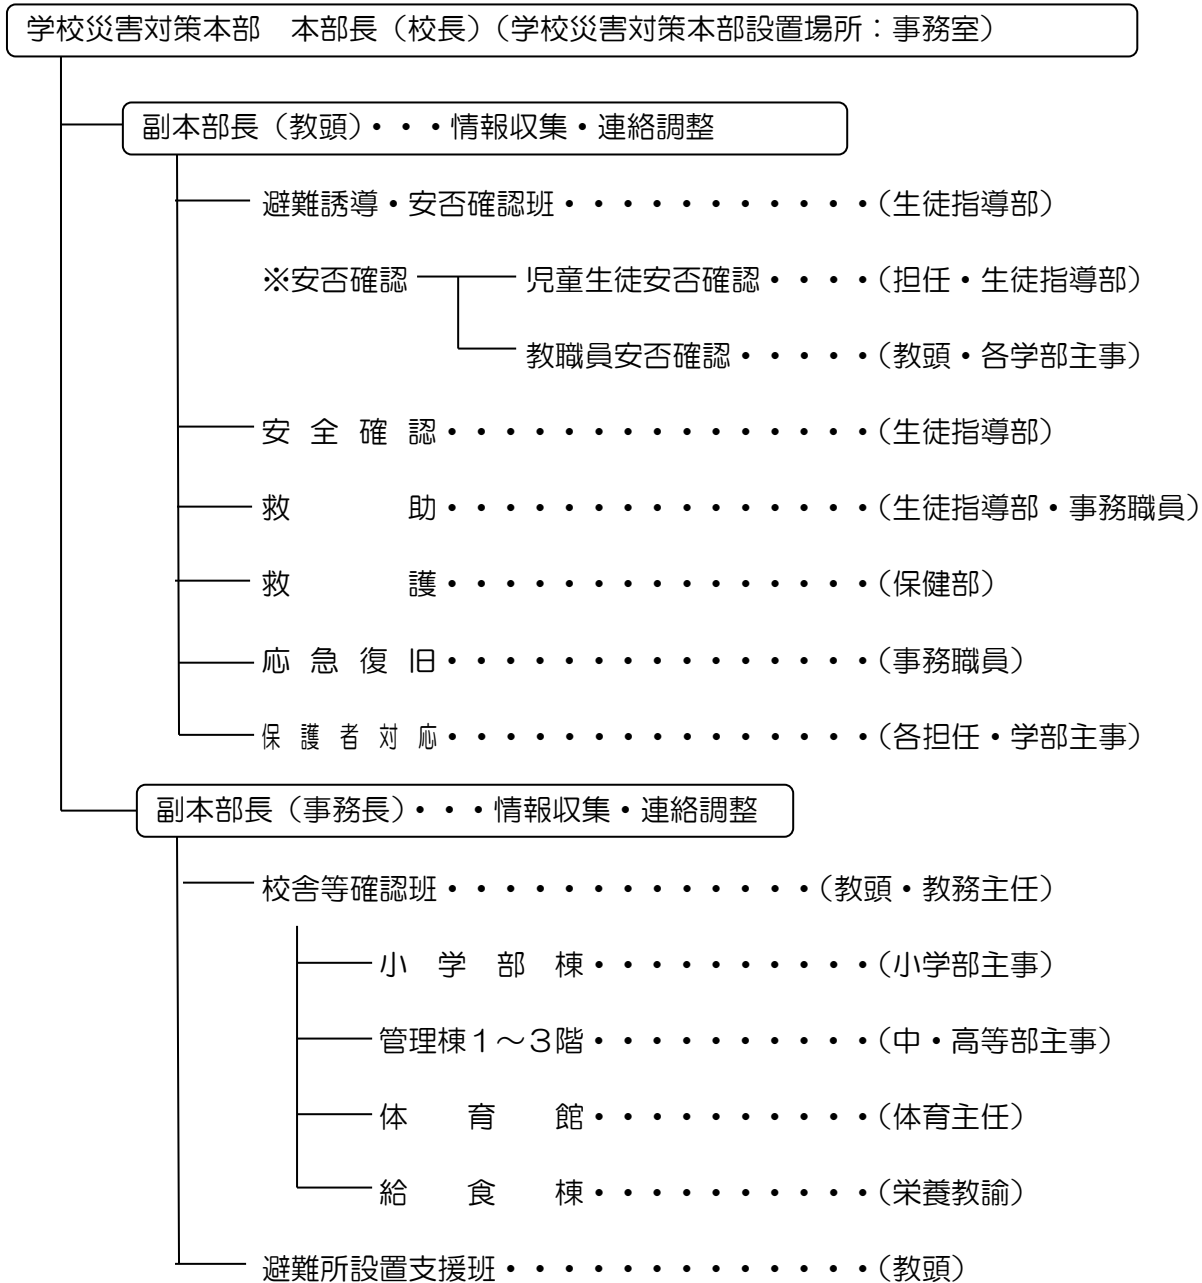 学校災害対策本部　本部長（校長）（学校災害対策本部設置場所：事務室）
副本部長（教頭）・・・情報収集・連絡調整
避難誘導・安否確認班・・・・・・・・・・・（生徒指導部）
※安否確認　児童生徒安否確認・・・・（担任・生徒指導部）
教職員安否確認・・・・・（教頭・各学部主事）
安　全　確　認・・・・・・・・・・・・・・・（生徒指導部）
救　　　　　助・・・・・・・・・・・・・・・（生徒指導部・事務職員）
救　　　　　護・・・・・・・・・・・・・・・（保健部）
応　急　復　旧・・・・・・・・・・・・・・・（事務職員）
保　護　者　対　応・・・・・・・・・・・・・・・（各担任・学部主事）
副本部長（事務長）・・・情報収集・連絡調整
校舎等確認班・・・・・・・・・・・・・（教頭・教務主任）
小　学　部　棟・・・・・・・・・・（小学部主事）
管理棟１～３階・・・・・・・・・・（中・高等部主事）
体　　育　　館・・・・・・・・・・（体育主任）
給　　食　　棟・・・・・・・・・・（栄養教諭）
避難所設置支援班・・・・・・・・・・・・・（教頭）